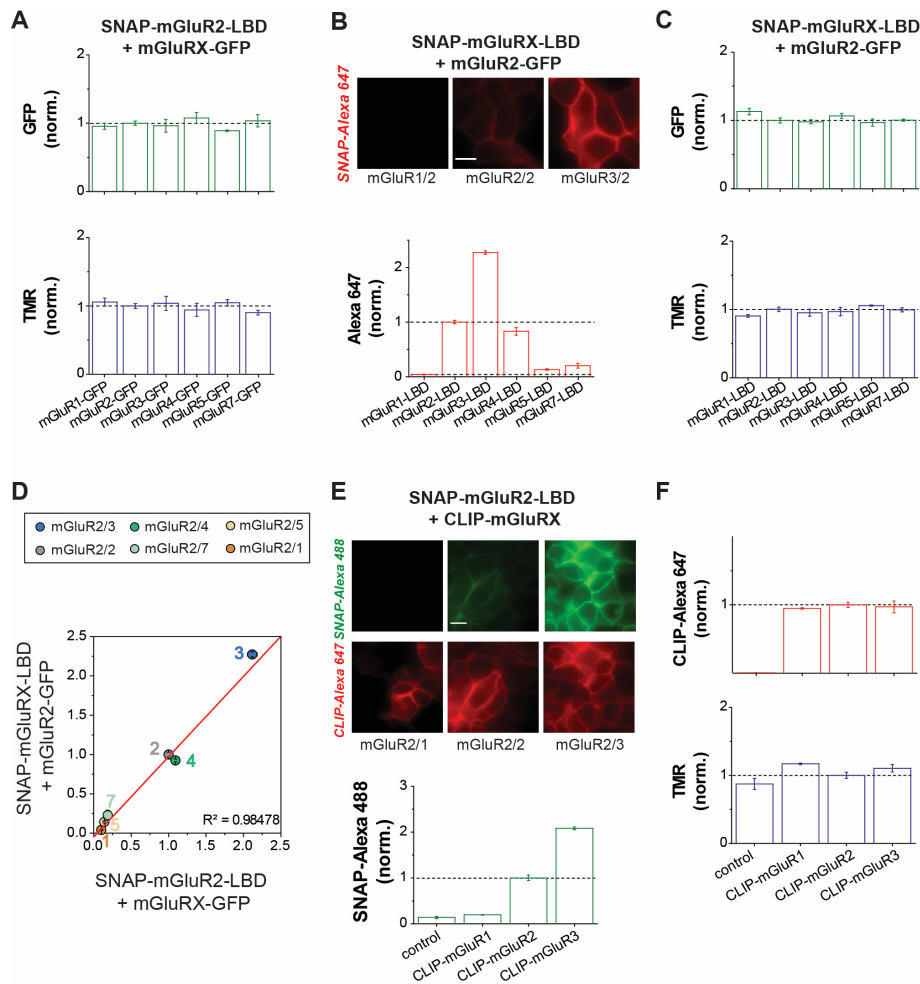 A
SNAP-mGluR2-LBD
+ mGluRX-GFP
GFP
(norm.)
2
1
0
TMR
(norm.)
2
1
0
mGluR1-GFP
mGluR2-GFP
mGluR3-GFP
mGluR4-GFP
mGluR5-GFP
mGluR7-GFP
B
SNAP-mGluRX-LBD
+ mGluR2-GFP
SNAP-Alexa 647
mGluR1/2
mGluR2/2
mGluR3/2
Alexa 647
(norm.)
2
1
0
mGluR1-LBD
mGluR2-LBD
mGluR3-LBD
mGluR4-LBD
mGluR5-LBD
mGluR7-LBD
C
SNAP-mGluRX-LBD
+ mGluR2-GFP
GFP
(norm.)
2
1
0
TMR
(norm.)
2
1
0
mGluR1-LBD
mGluR2-LBD
mGluR3-LBD
mGluR4-LBD
mGluR5-LBD
mGluR7-LBD
D
mGluR2/3
mGluR2/4
mGluR2/5
mGluR2/2
mGluR2/7
mGluR2/1
SNAP-mGluRX-LBD
+ mGluR2-GFP
2.5
2.0
1.5
1.0
0.5
0.0
3
2
4
7
5
1
R² = 0.98478
0.0 0.5 1.0 1.5 2.0 2.5
SNAP-mGluR2-LBD
+ mGluRX-GFP
E
SNAP-mGluR2-LBD
+ CLIP-mGluRX
SNAP-Alexa 488
CLIP-Alexa 647
mGluR2/1
mGluR2/2
mGluR2/3
SNAP-Alexa 488
(norm.)
3
2
1
0
control
CLIP-mGluR1
CLIP-mGluR2
CLIP-mGluR3
F
CLIP-Alexa 647
(norm.)
1
TMR
(norm.)
2
1
0
control
CLIP-mGluR1
CLIP-mGluR2
CLIP-mGluR3